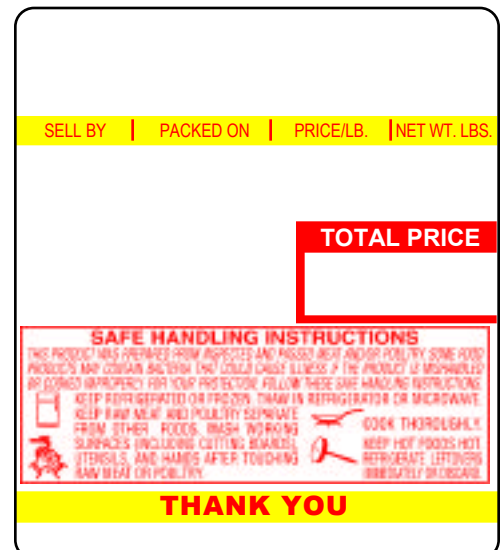 SELL BY | PACKED ON | PRICE/LB. | NET WT. LBS.
TOTAL PRICE
SAFE HANDLING INSTRUCTIONS
THIS PRODUCT WAS PREPARED FROM INSPECTED AND PASSED MEAT AND/OR POULTRY. SOME FOOD
PRODUCTS MAY CONTAIN BACTERIA THAT COULD CAUSE ILLNESS IF THE PRODUCT IS MISHANDLED
OR COOKED IMPROPERLY. FOR YOUR PROTECTION, FOLLOW THESE SAFE HANDLING INSTRUCTIONS.
KEEP REFRIGERATED OR FROZEN. THAW IN REFRIGERATOR OR MICROWAVE.
KEEP RAW MEAT AND POULTRY SEPARATE
FROM OTHER FOODS. WASH WORKING
SURFACES (INCLUDING CUTTING BOARDS),
UTENSILS, AND HANDS AFTER TOUCHING
RAW MEAT OR POULTRY.
COOK THOROUGHLY.
KEEP HOT FOODS HOT.
REFRIGERATE LEFTOVERS
IMMEDIATELY OR DISCARD.
THANK YOU